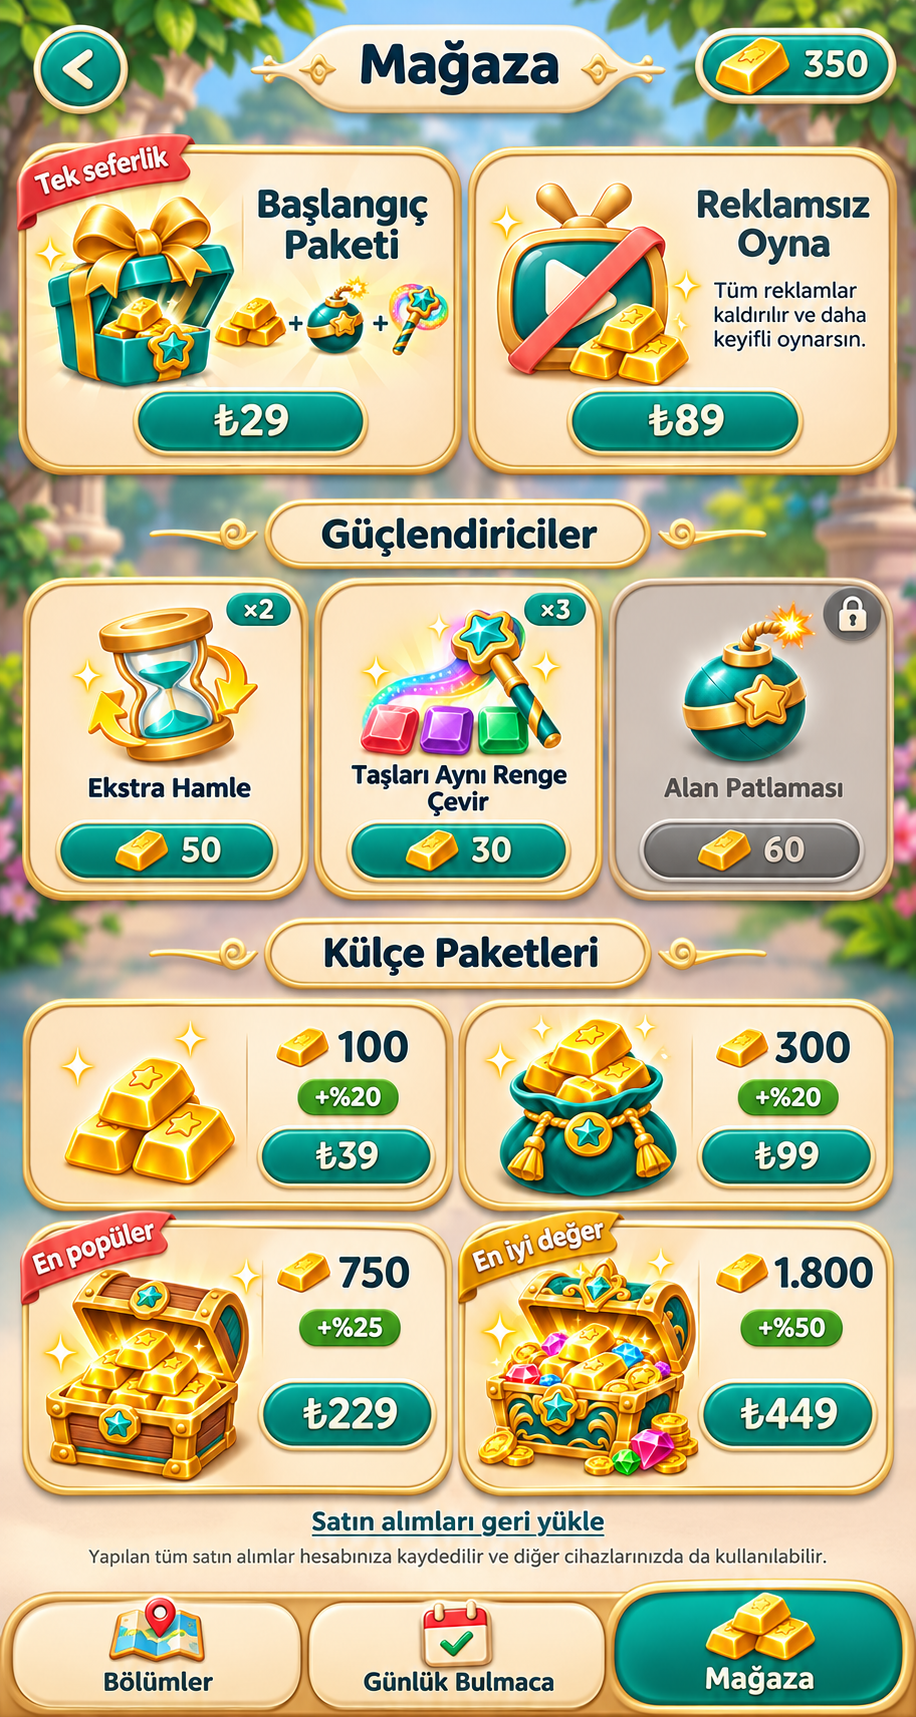 Mağaza
350
Tek seferlik
Başlangıç
Paketi
+ +
₺29
Reklamsız
Oyna
Tüm reklamlar
kaldırılır ve daha
keyifli oynarsın.
₺89
Güçlendiriciler
×2
Ekstra Hamle
50
×3
Taşları Aynı Renge
Çevir
30
Alan Patlaması
60
Külçe Paketleri
100
+%20
₺39
300
+%20
₺99
En popüler
750
+%25
₺229
En iyi değer
1.800
+%50
₺449
Satın alımları geri yükle
Yapılan tüm satın alımlar hesabınıza kaydedilir ve diğer cihazlarınızda da kullanılabilir.
Bölümler
Günlük Bulmaca
Mağaza